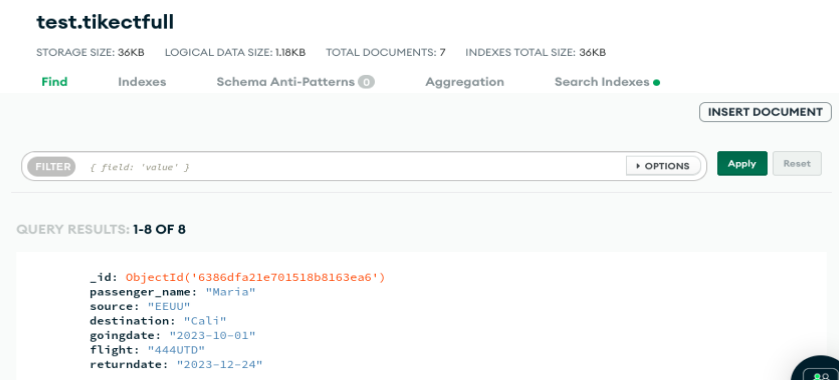 test.tikectfull
STORAGE SIZE: 36KB LOGICAL DATA SIZE: 1.18KB TOTAL DOCUMENTS: 7 INDEXES TOTAL SIZE: 36KB
Find Indexes Schema Anti-Patterns 0 Aggregation Search Indexes
INSERT DOCUMENT
FILTER { field: 'value' } OPTIONS Apply Reset
QUERY RESULTS: 1-8 OF 8
_id: ObjectId('6386dfa21e701518b8163ea6')
passenger_name: "Maria"
source: "EEUU"
destination: "Cali"
goingdate: "2023-10-01"
flight: "444UTD"
returndate: "2023-12-24"